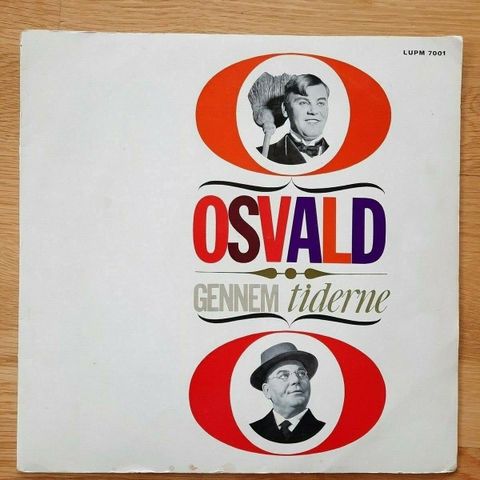 LUPM 7001
OSVALD
GENNEM tiderne